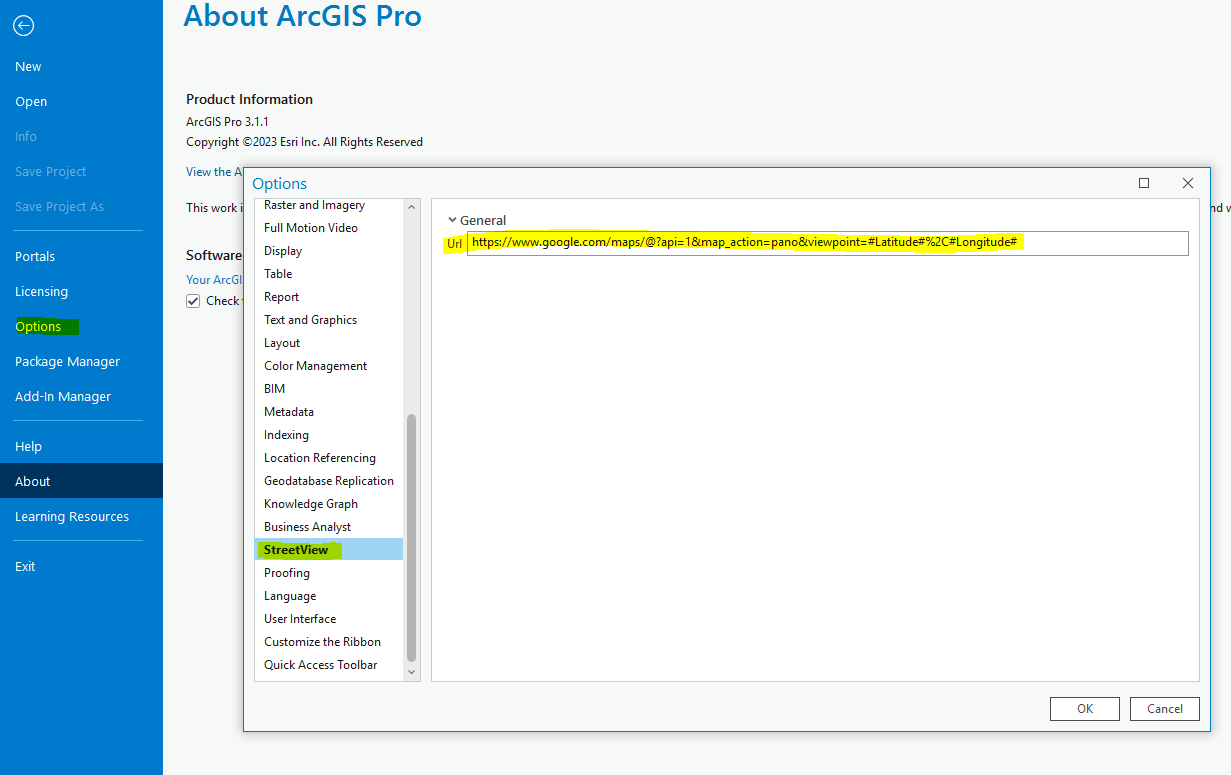 About ArcGIS Pro
New
Open
Info
Save Project
Save Project As
Portals
Licensing
Options
Package Manager
Add-In Manager
Help
About
Learning Resources
Exit
Product Information
ArcGIS Pro 3.1.1
Copyright ©2023 Esri Inc. All Rights Reserved
View the A
This work i
nd w
Software
Your ArcGI
Check
Options
Raster and Imagery
Full Motion Video
Display
Table
Report
Text and Graphics
Layout
Color Management
BIM
Metadata
Indexing
Location Referencing
Geodatabase Replication
Knowledge Graph
Business Analyst
StreetView
Proofing
Language
User Interface
Customize the Ribbon
Quick Access Toolbar
General
Url https://www.google.com/maps/@?api=1&map_action=pano&viewpoint=#Latitude#%2C#Longitude#
OK
Cancel